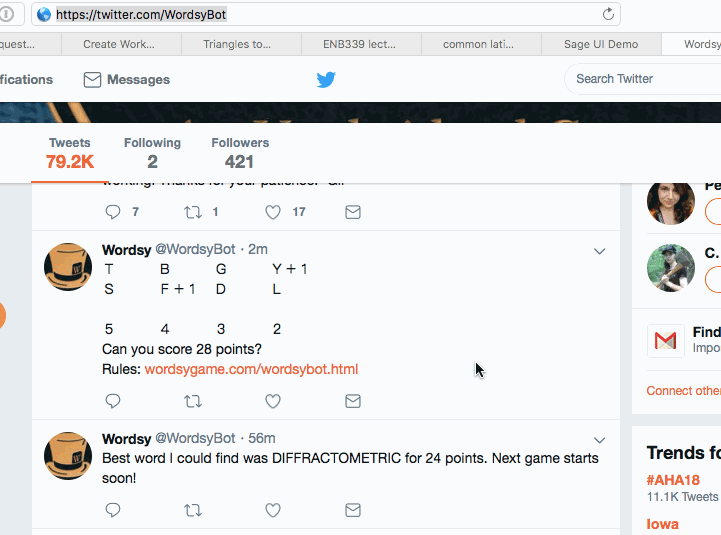 https://twitter.com/WordsyBot
quest...
Create Work...
Triangles to...
ENB339 lect...
common lati...
Sage UI Demo
Wordsy
fications
Messages
Search Twitter
Tweets Following Followers
79.2K 2 421
working! Thanks for your patience!
7 1 17
Wordsy @WordsyBot · 2m
T B G Y + 1
S F + 1 D L
5 4 3 2
Can you score 28 points?
Rules: wordsygame.com/wordsybot.html
Wordsy @WordsyBot · 56m
Best word I could find was DIFFRACTOMETRIC for 24 points. Next game starts
soon!
Pe
C.
Find
Impo
Connect other
Trends fo
#AHA18
11.1K Tweets
Iowa